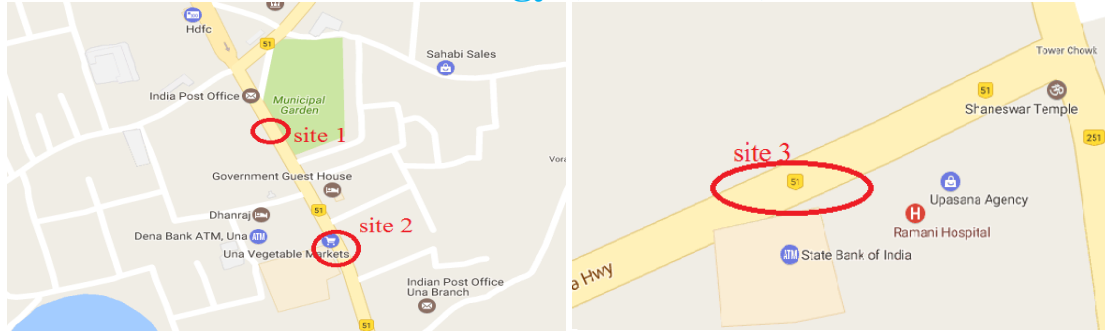 Hdfc
51
Sahabi Sales
India Post Office
Municipal
Garden
site 1
Government Guest House
51
Dhanraj
site 2
ATM
Dena Bank ATM, Una
Una Vegetable Markets
Indian Post Office
Una Branch
51
Tower Chowk
51
Shaneswar Temple
251
site 3
51
Upasana Agency
H
Ramani Hospital
ATM
State Bank of India
a Hwy